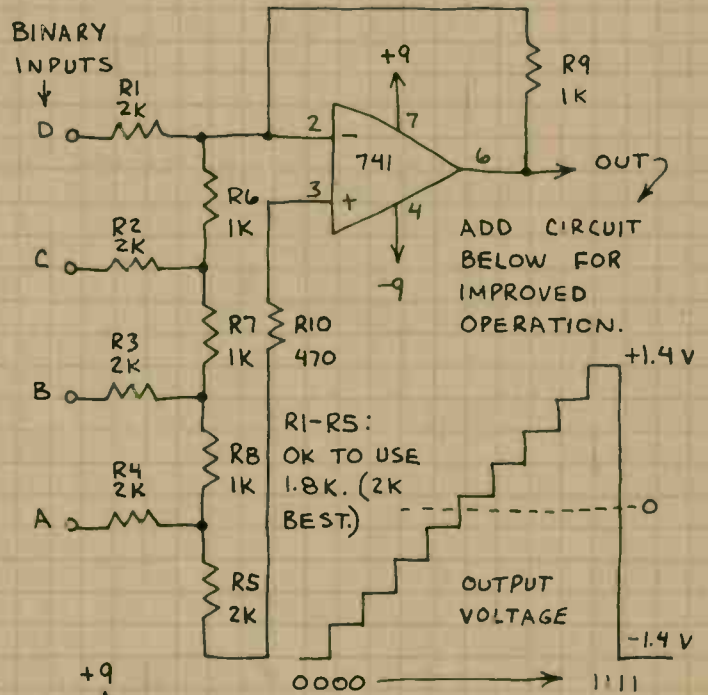 BINARY
INPUTS
D
R1
2K
2
-
741
3
+
7
+9
6
4
-9
R9
1K
OUT
ADD CIRCUIT
BELOW FOR
IMPROVED
OPERATION.
R6
1K
C
R2
2K
R7
1K
R10
470
B
R3
2K
R8
1K
R1-R5:
OK TO USE
1.8K. (2K
BEST.)
A
R4
2K
R5
2K
+1.4 V
0
OUTPUT
VOLTAGE
-1.4 V
0000
1111
+9